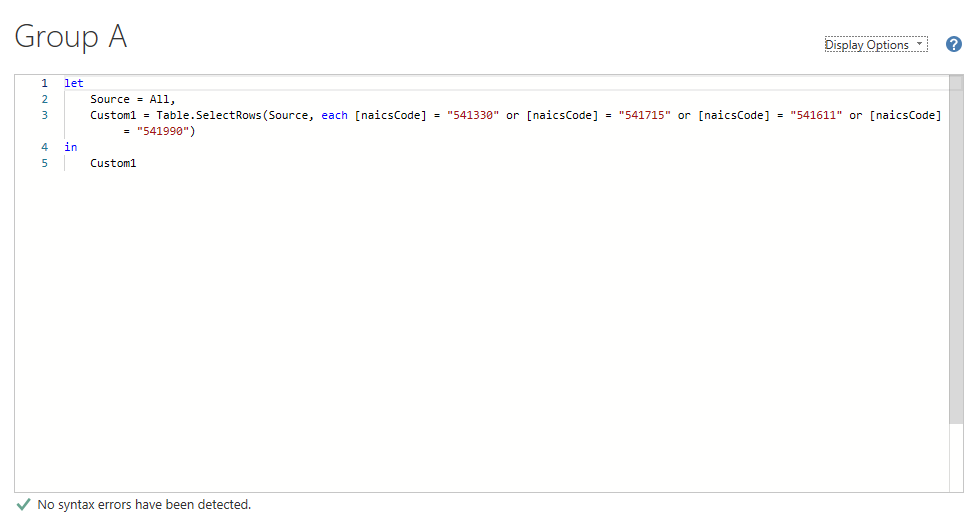 Group A
Display Options
?
1 let
2 Source = All,
3 Custom1 = Table.SelectRows(Source, each [naicsCode] = "541330" or [naicsCode] = "541715" or [naicsCode] = "541611" or [naicsCode]
= "541990")
4 in
5 Custom1
No syntax errors have been detected.